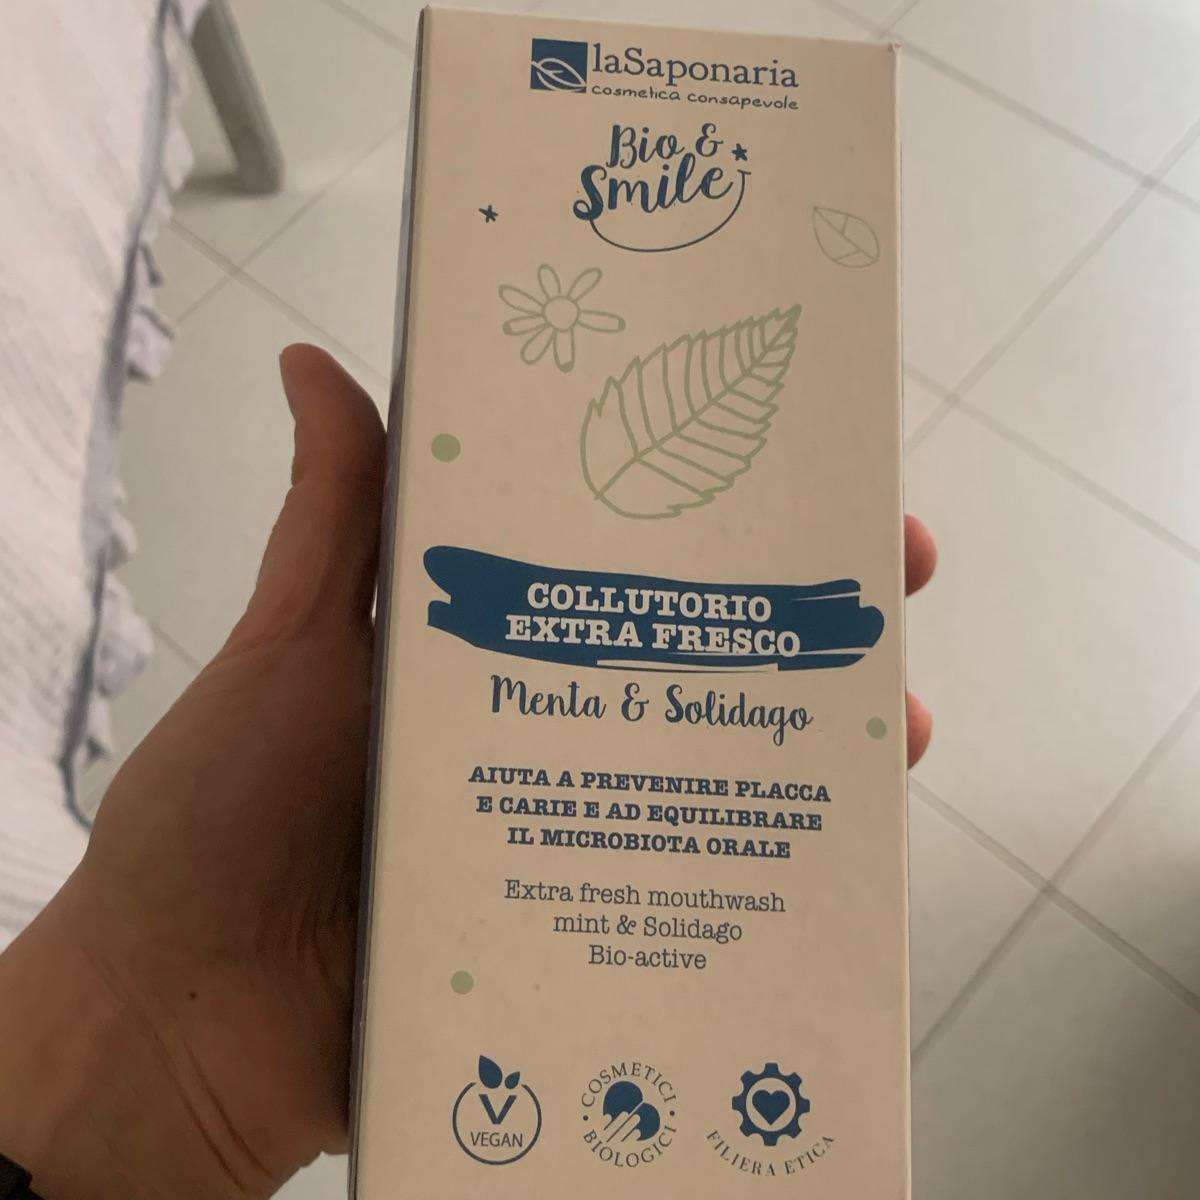 laSaponaria
cosmetica consapevole
Bio &
Smile
COLLUTORIO
EXTRA FRESCO
Menta & Solidago
AIUTA A PREVENIRE PLACCA
E CARIE E AD EQUILIBRARE
IL MICROBIOTA ORALE
Extra fresh mouthwash
mint & Solidago
Bio-active
VEGAN
COSMETICI
BIOLOGICI
FILIERA ETICA